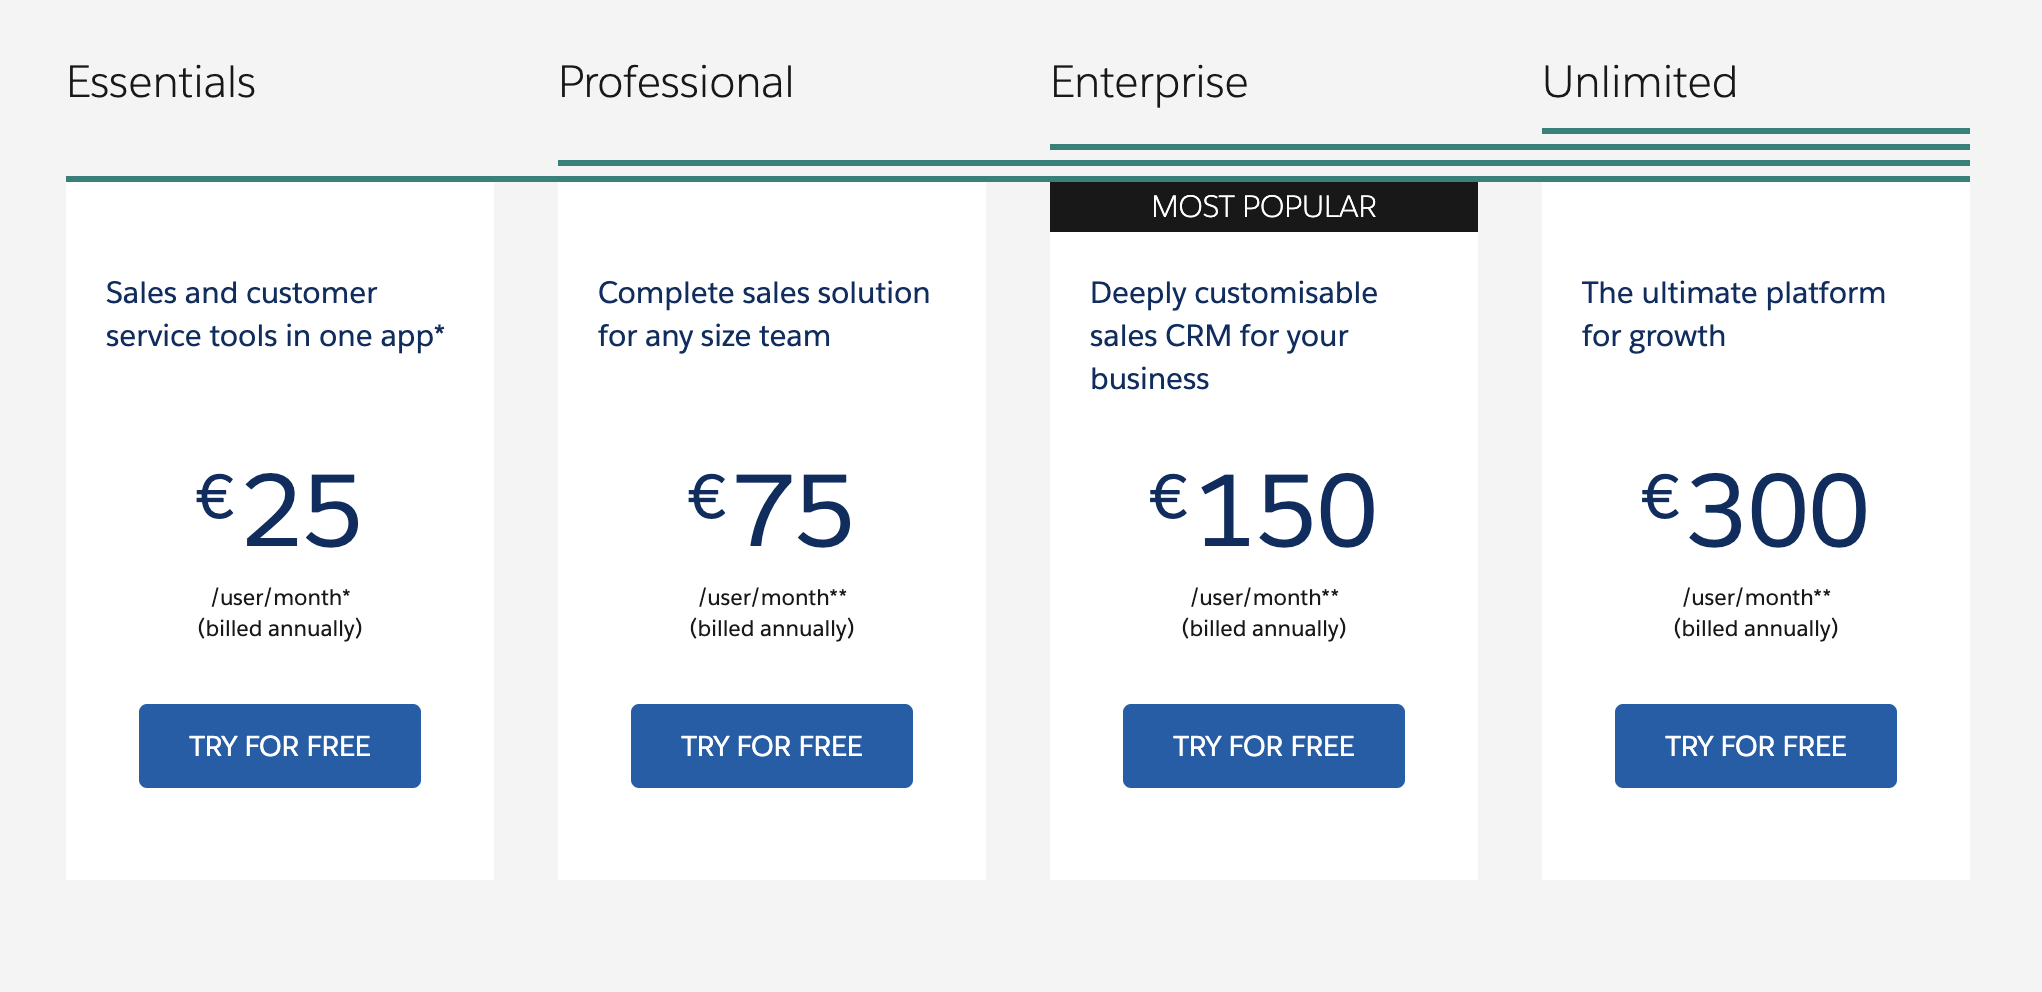 Essentials
Professional
Enterprise
Unlimited
Sales and customer
service tools in one app*
€25
/user/month*
(billed annually)
TRY FOR FREE
Complete sales solution
for any size team
€75
/user/month**
(billed annually)
TRY FOR FREE
MOST POPULAR
Deeply customisable
sales CRM for your
business
€150
/user/month**
(billed annually)
TRY FOR FREE
The ultimate platform
for growth
€300
/user/month**
(billed annually)
TRY FOR FREE